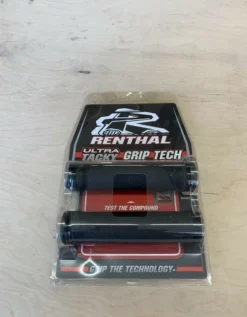 RENTHAL
ULTRA
TACKY GRIP TECH
TEST THE COMPOUND
GRIP THE TECHNOLOGY